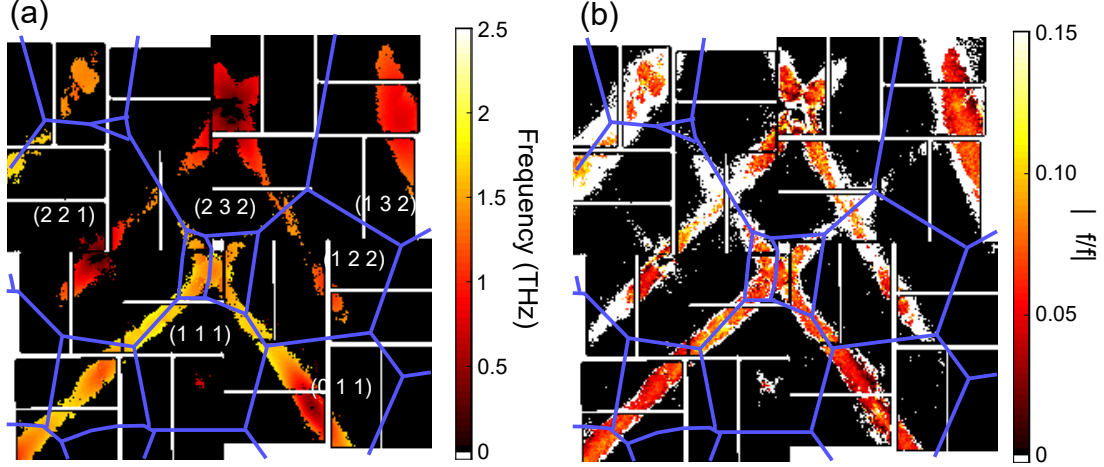 (a)
(b)
2.5
2
1.5
1
0.5
0
Frequency (THz)
(2 2 1)
(2 3 2)
(1 3 2)
(1 2 2)
(1 1 1)
(0 1 1)
0.15
0.10
0.05
0
| f/f|